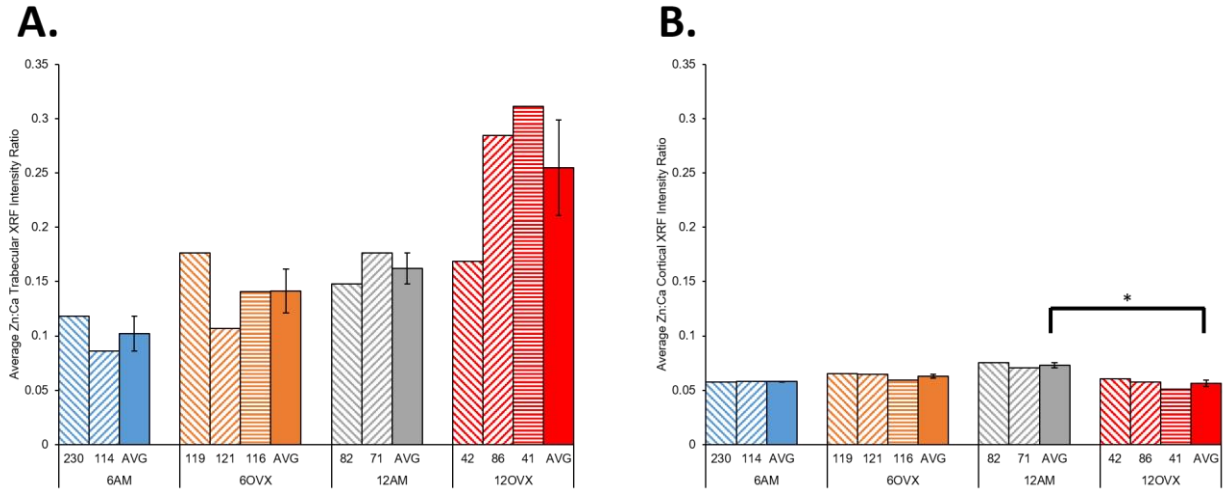 A.
Average Zn:Ca Trabecular XRF Intensity Ratio
0.35
0.3
0.25
0.2
0.15
0.1
0.05
0
230 114 AVG 119 121 116 AVG 82 71 AVG 42 86 41 AVG
6AM 6OVX 12AM 12OVX
B.
Average Zn:Ca Cortical XRF Intensity Ratio
0.35
0.3
0.25
0.2
0.15
0.1
0.05
0
*
230 114 AVG 119 121 116 AVG 82 71 AVG 42 86 41 AVG
6AM 6OVX 12AM 12OVX